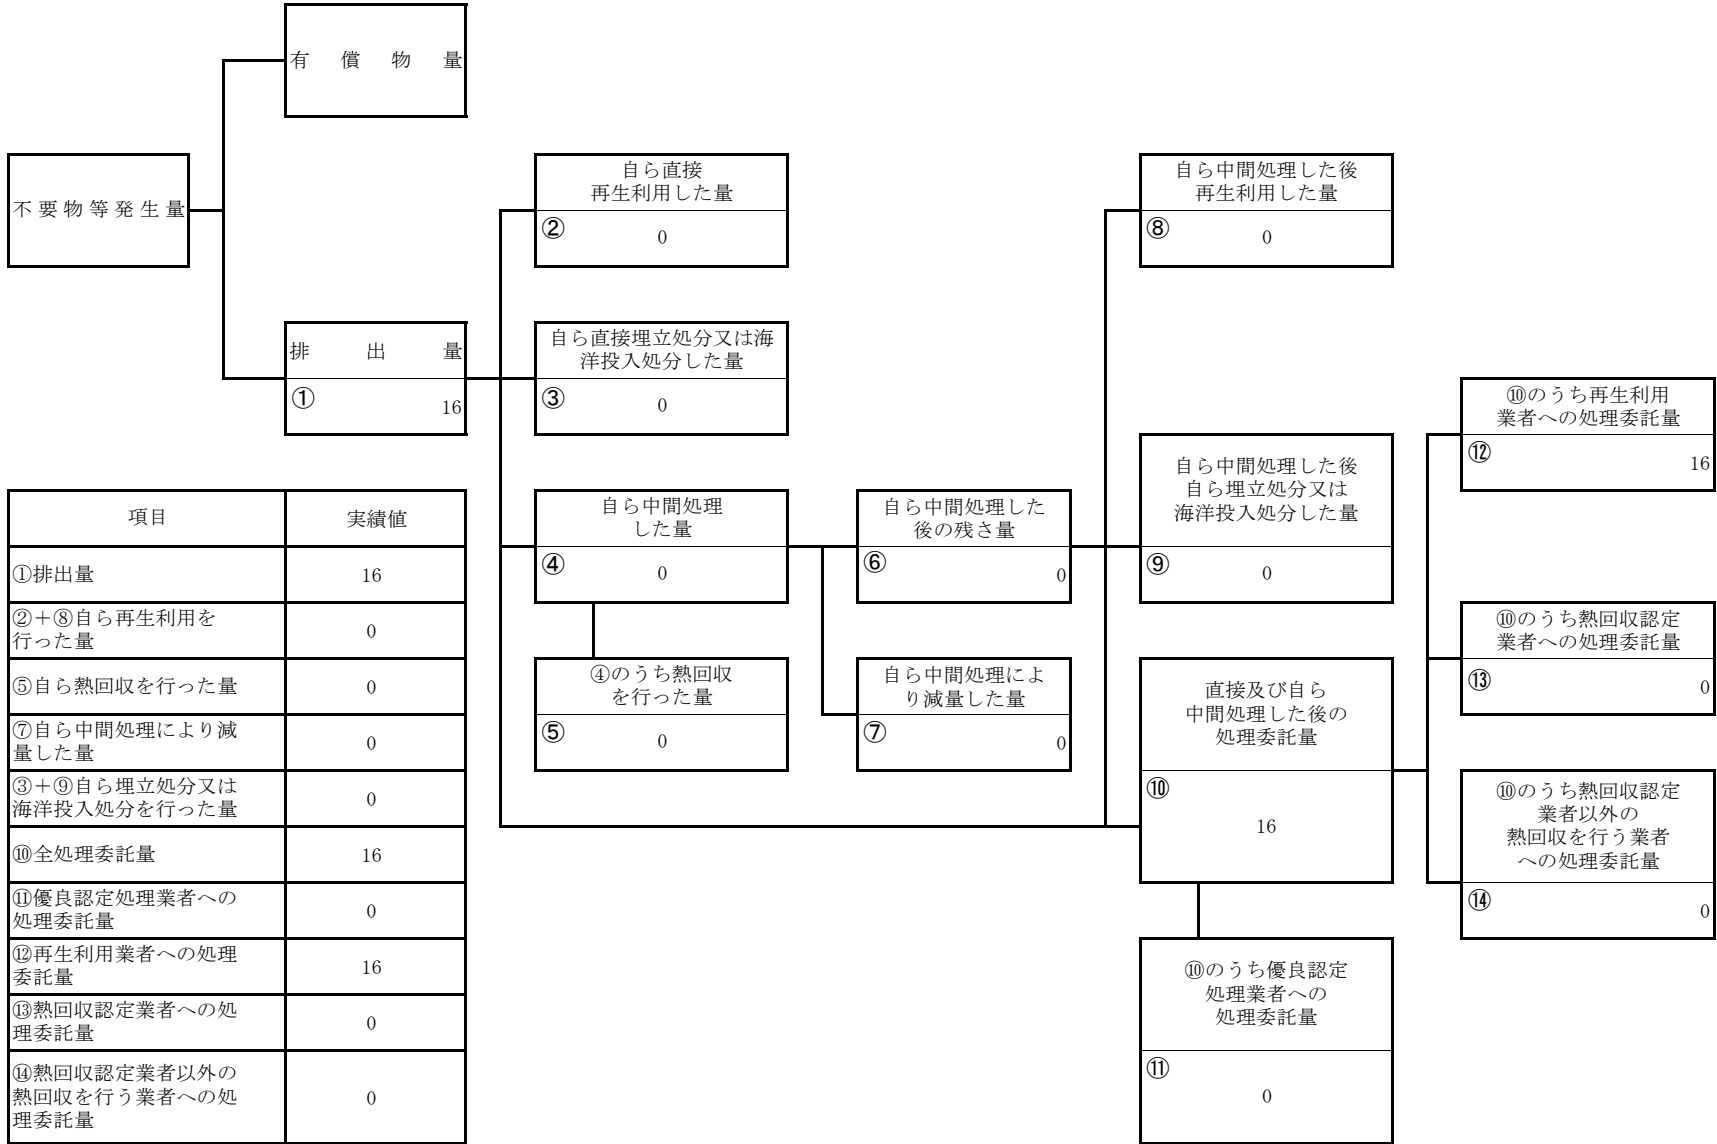 有償物量
不要物等発生量
排出量
①
16
自ら直接
再生利用した量
②
0
自ら直接埋立処分又は海
洋投入処分した量
③
0
自ら中間処理
した量
④
0
④のうち熱回収
を行った量
⑤
0
自ら中間処理した
後の残さ量
⑥
0
自ら中間処理によ
り減量した量
⑦
0
自ら中間処理した後
再生利用した量
⑧
0
自ら中間処理した後
自ら埋立処分又は
海洋投入処分した量
⑨
0
直接及び自ら
中間処理した後の
処理委託量
⑩
16
⑩のうち優良認定
処理業者への
処理委託量
⑪
0
⑩のうち再生利用
業者への処理委託量
⑫
16
⑩のうち熱回収認定
業者への処理委託量
⑬
0
⑩のうち熱回収認定
業者以外の
熱回収を行う業者
への処理委託量
⑭
0
項目 実績値
①排出量 16
②＋⑧自ら再生利用を
行った量 0
⑤自ら熱回収を行った量 0
⑦自ら中間処理により減
量した量 0
③＋⑨自ら埋立処分又は
海洋投入処分を行った量 0
⑩全処理委託量 16
⑪優良認定処理業者への
処理委託量 0
⑫再生利用業者への処理
委託量 16
⑬熱回収認定業者への処
理委託量 0
⑭熱回収認定業者以外の
熱回収を行う業者への処
理委託量 0